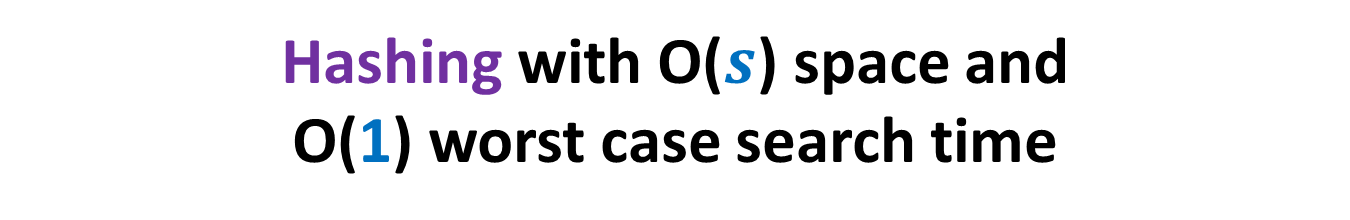 Hashing with O(s) space and
O(1) worst case search time